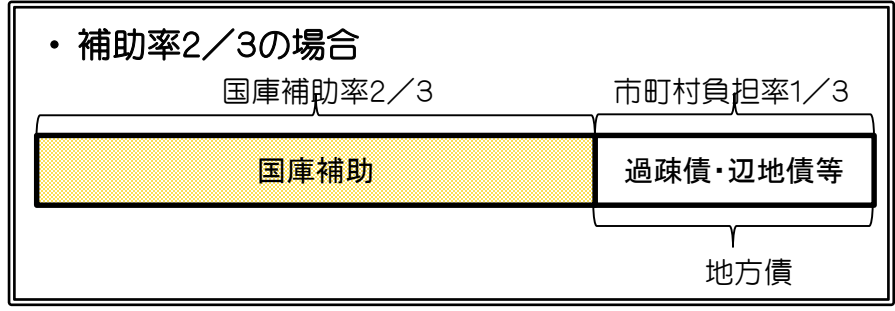 ・ 補助率2／3の場合
国庫補助率2／3
市町村負担率1／3
国庫補助
過疎債・辺地債等
地方債